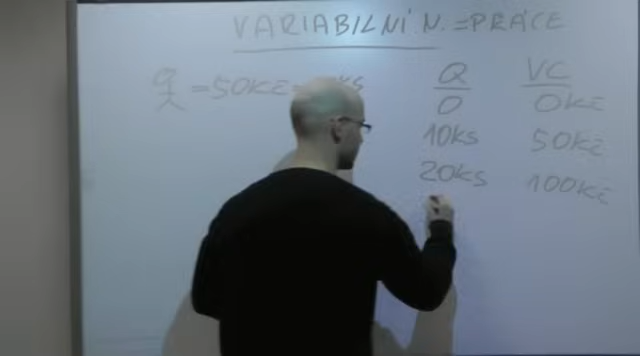 VARIABILNÍ N. = PRÁCE
= 50Kč =
Q VC
0 0Kč
10ks 50Kč
20ks 100Kč